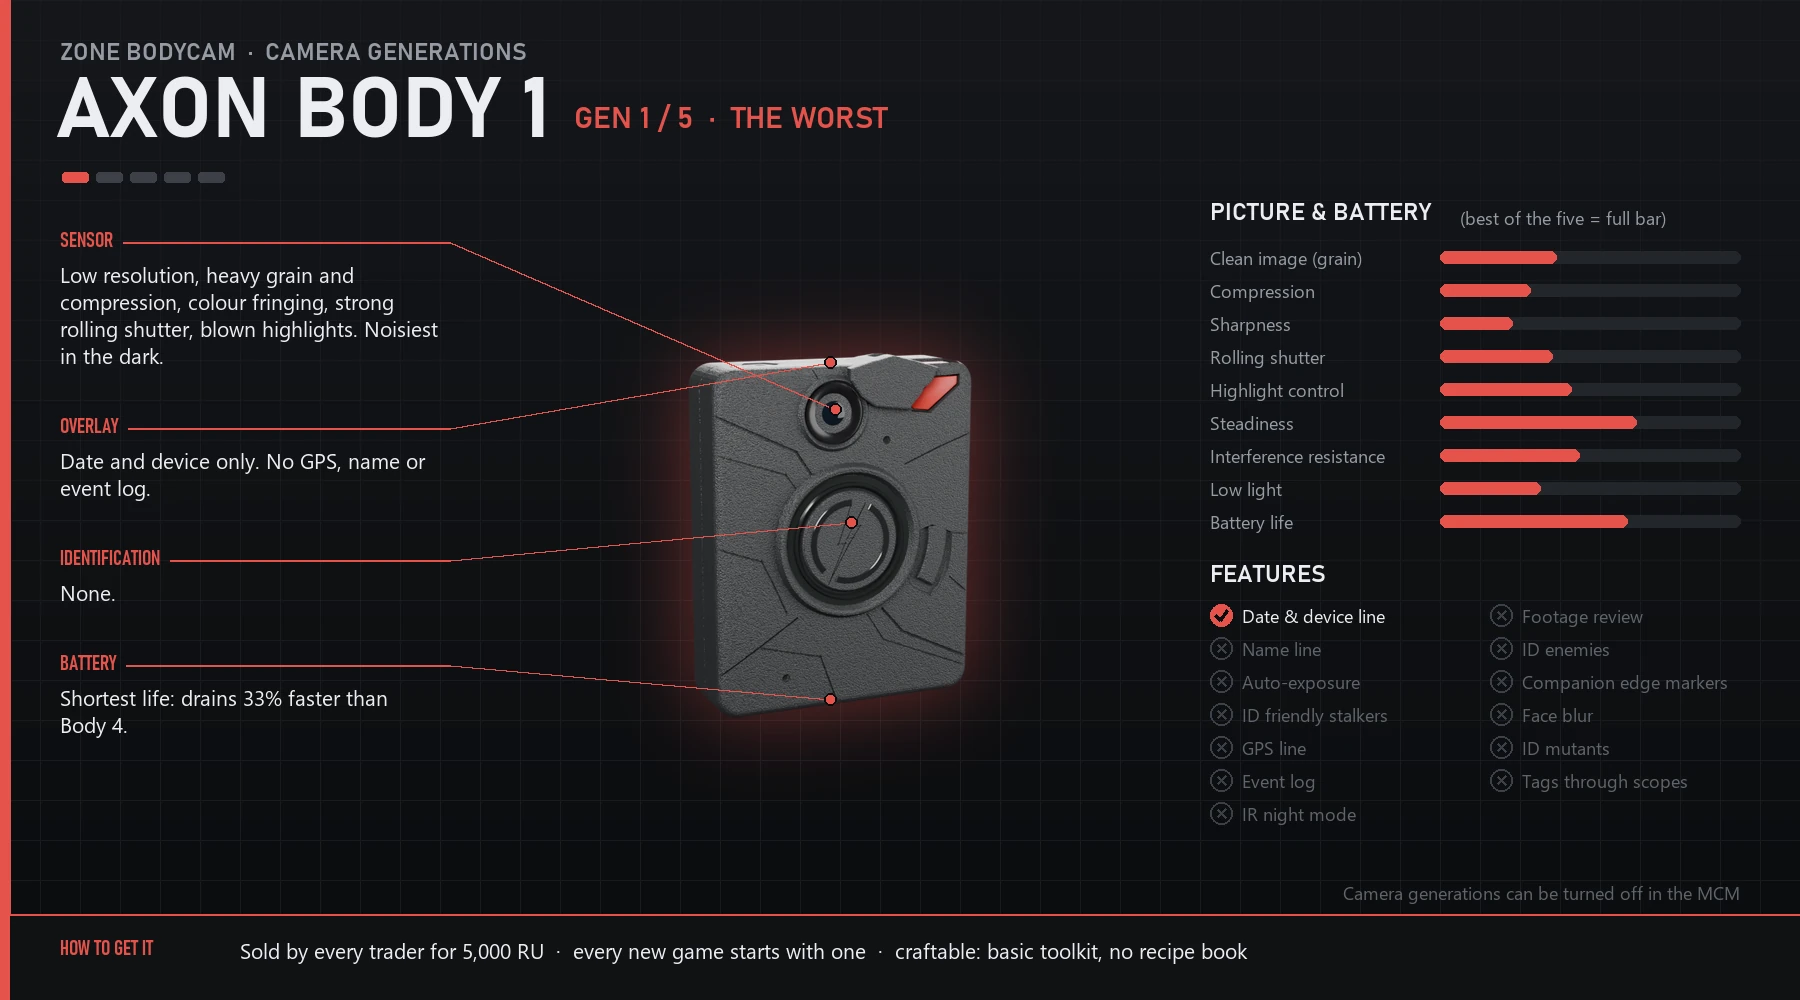 ZONE BODYCAM · CAMERA GENERATIONS
AXON BODY 1 GEN 1 / 5 · THE WORST
SENSOR
Low resolution, heavy grain and
compression, colour fringing, strong
rolling shutter, blown highlights. Noisiest
in the dark.
OVERLAY
Date and device only. No GPS, name or
event log.
IDENTIFICATION
None.
BATTERY
Shortest life: drains 33% faster than
Body 4.
PICTURE & BATTERY (best of the five = full bar)
Clean image (grain)
Compression
Sharpness
Rolling shutter
Highlight control
Steadiness
Interference resistance
Low light
Battery life
FEATURES
Date & device line
Name line
Auto-exposure
ID friendly stalkers
GPS line
Event log
IR night mode
Footage review
ID enemies
Companion edge markers
Face blur
ID mutants
Tags through scopes
Camera generations can be turned off in the MCM
HOW TO GET IT
Sold by every trader for 5,000 RU · every new game starts with one · craftable: basic toolkit, no recipe book